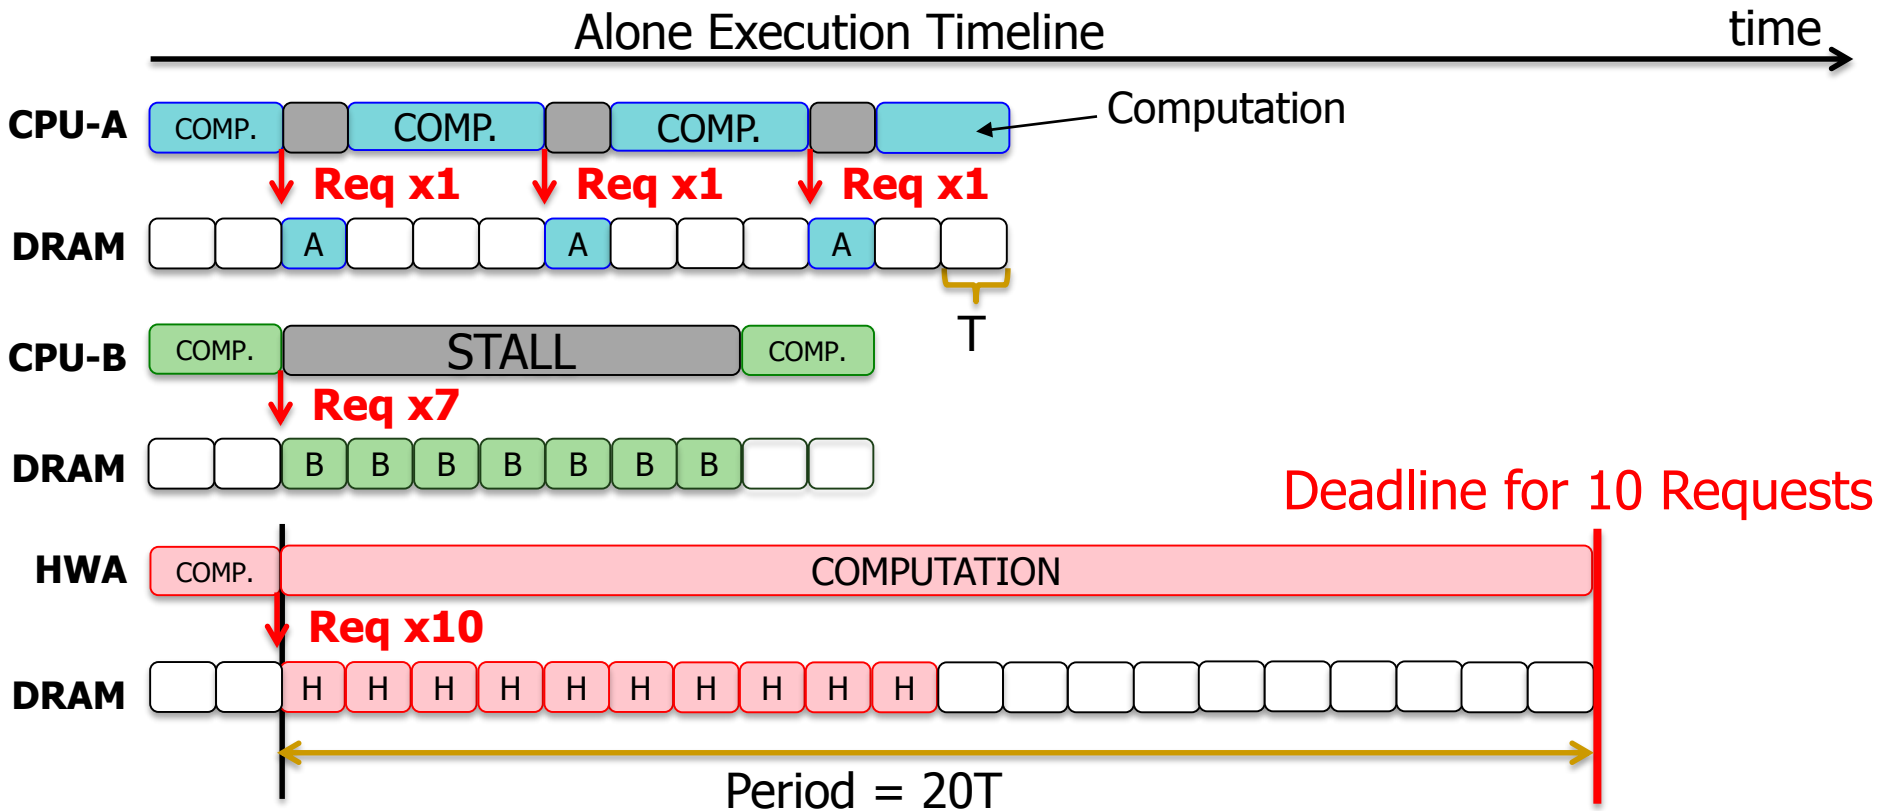 Alone Execution Timeline
time
CPU-A
COMP.
COMP.
COMP.
Computation
Req x1
Req x1
Req x1
DRAM
A
A
A
T
CPU-B
COMP.
STALL
COMP.
Req x7
DRAM
B B B B B B B
Deadline for 10 Requests
HWA
COMP.
COMPUTATION
Req x10
DRAM
H H H H H H H H H H
Period = 20T